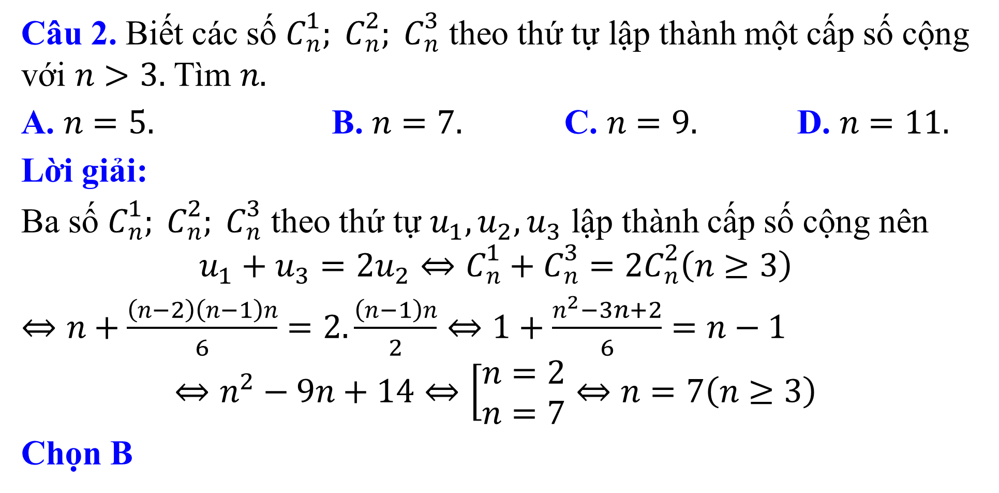 Câu 2. Biết các số $C_n^1$; $C_n^2$; $C_n^3$ theo thứ tự lập thành một cấp số cộng
với $n > 3$. Tìm $n$.
A. $n = 5$. B. $n = 7$. C. $n = 9$. D. $n = 11$.
Lời giải:
Ba số $C_n^1$; $C_n^2$; $C_n^3$ theo thứ tự $u_1, u_2, u_3$ lập thành cấp số cộng nên
$u_1 + u_3 = 2u_2 \Leftrightarrow C_n^1 + C_n^3 = 2C_n^2 (n \geq 3)$
$\Leftrightarrow n + \frac{(n-2)(n-1)n}{6} = 2.\frac{(n-1)n}{2} \Leftrightarrow 1 + \frac{n^2-3n+2}{6} = n - 1$
$\Leftrightarrow n^2 - 9n + 14 \Leftrightarrow \left[\begin{matrix} n = 2 \\ n = 7 \end{matrix}\right. \Leftrightarrow n = 7 (n \geq 3)$
Chọn B